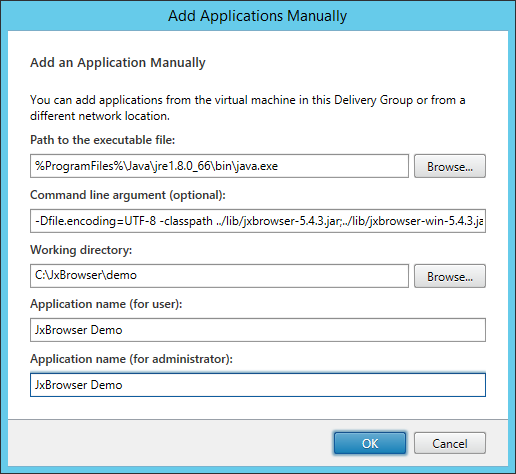 Add Applications Manually
Add an Application Manually
You can add applications from the virtual machine in this Delivery Group or from a
different network location.
Path to the executable file:
%ProgramFiles%\Java\jre1.8.0_66\bin\java.exe
Browse...
Command line argument (optional):
-Dfile.encoding=UTF-8 -classpath ../lib/jxbrowser-5.4.3.jar;../lib/jxbrowser-win-5.4.3.ja
Working directory:
C:\JxBrowser\demo
Browse...
Application name (for user):
JxBrowser Demo
Application name (for administrator):
JxBrowser Demo
OK
Cancel